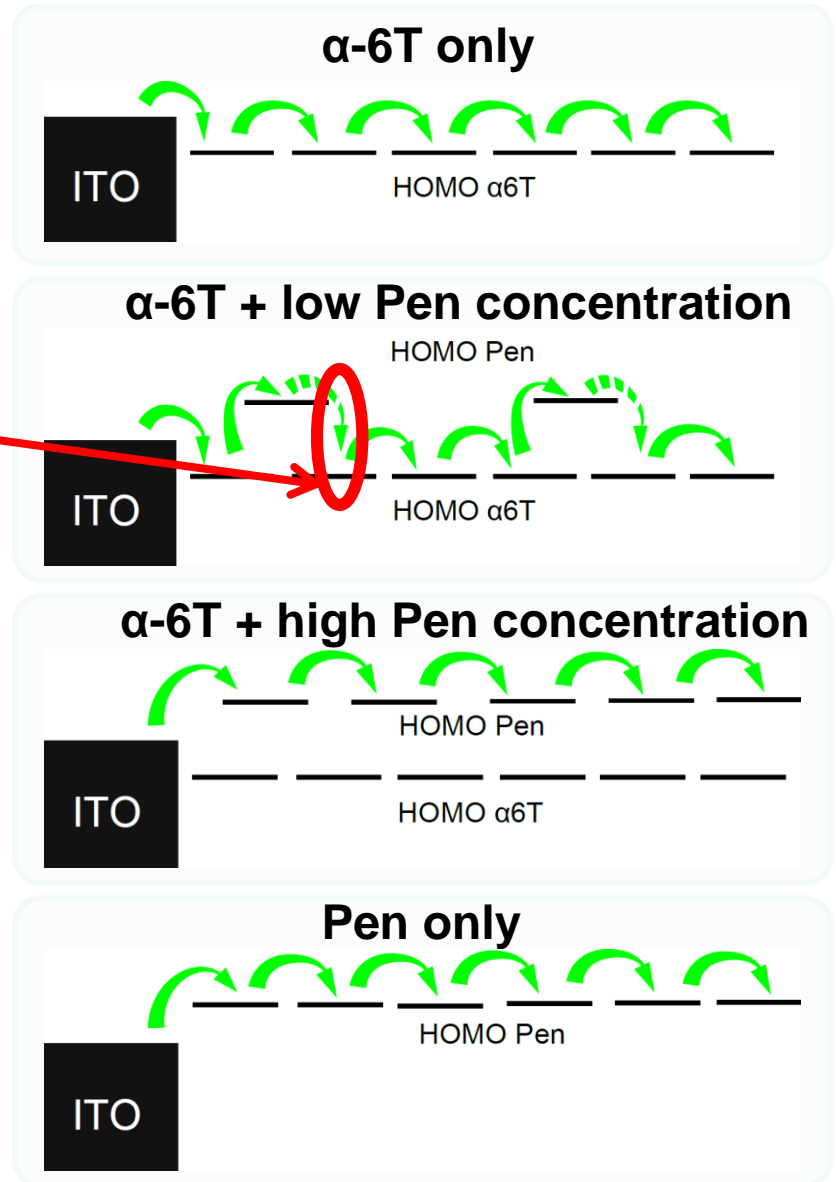 α-6T only
ITO
HOMO α6T
α-6T + low Pen concentration
HOMO Pen
ITO
HOMO α6T
α-6T + high Pen concentration
HOMO Pen
ITO
HOMO α6T
Pen only
HOMO Pen
ITO